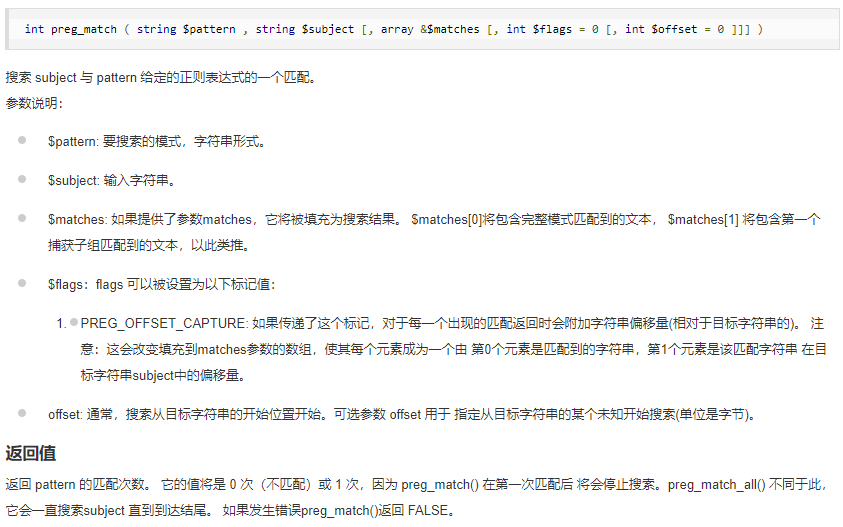 int preg_match ( string $pattern , string $subject [, array &$matches [, int $flags = 0 [, int $offset = 0 ]]] )
搜索 subject 与 pattern 给定的正则表达式的一个匹配。
参数说明：
$pattern: 要搜索的模式，字符串形式。
$subject: 输入字符串。
$matches: 如果提供了参数matches，它将被填充为搜索结果。 $matches[0]将包含完整模式匹配到的文本， $matches[1] 将包含第一个
捕获子组匹配到的文本，以此类推。
$flags：flags 可以被设置为以下标记值：
1. PREG_OFFSET_CAPTURE: 如果传递了这个标记，对于每一个出现的匹配返回时会附加字符串偏移量(相对于目标字符串的)。 注
意：这会改变填充到matches参数的数组，使其每个元素成为一个由 第0个元素是匹配到的字符串，第1个元素是该匹配字符串 在目
标字符串subject中的偏移量。
offset: 通常，搜索从目标字符串的开始位置开始。可选参数 offset 用于 指定从目标字符串的某个未知开始搜索(单位是字节)。
返回值
返回 pattern 的匹配次数。 它的值将是 0 次（不匹配）或 1 次，因为 preg_match() 在第一次匹配后 将会停止搜索。preg_match_all() 不同于此，
它会一直搜索subject 直到到达结尾。 如果发生错误preg_match()返回 FALSE。